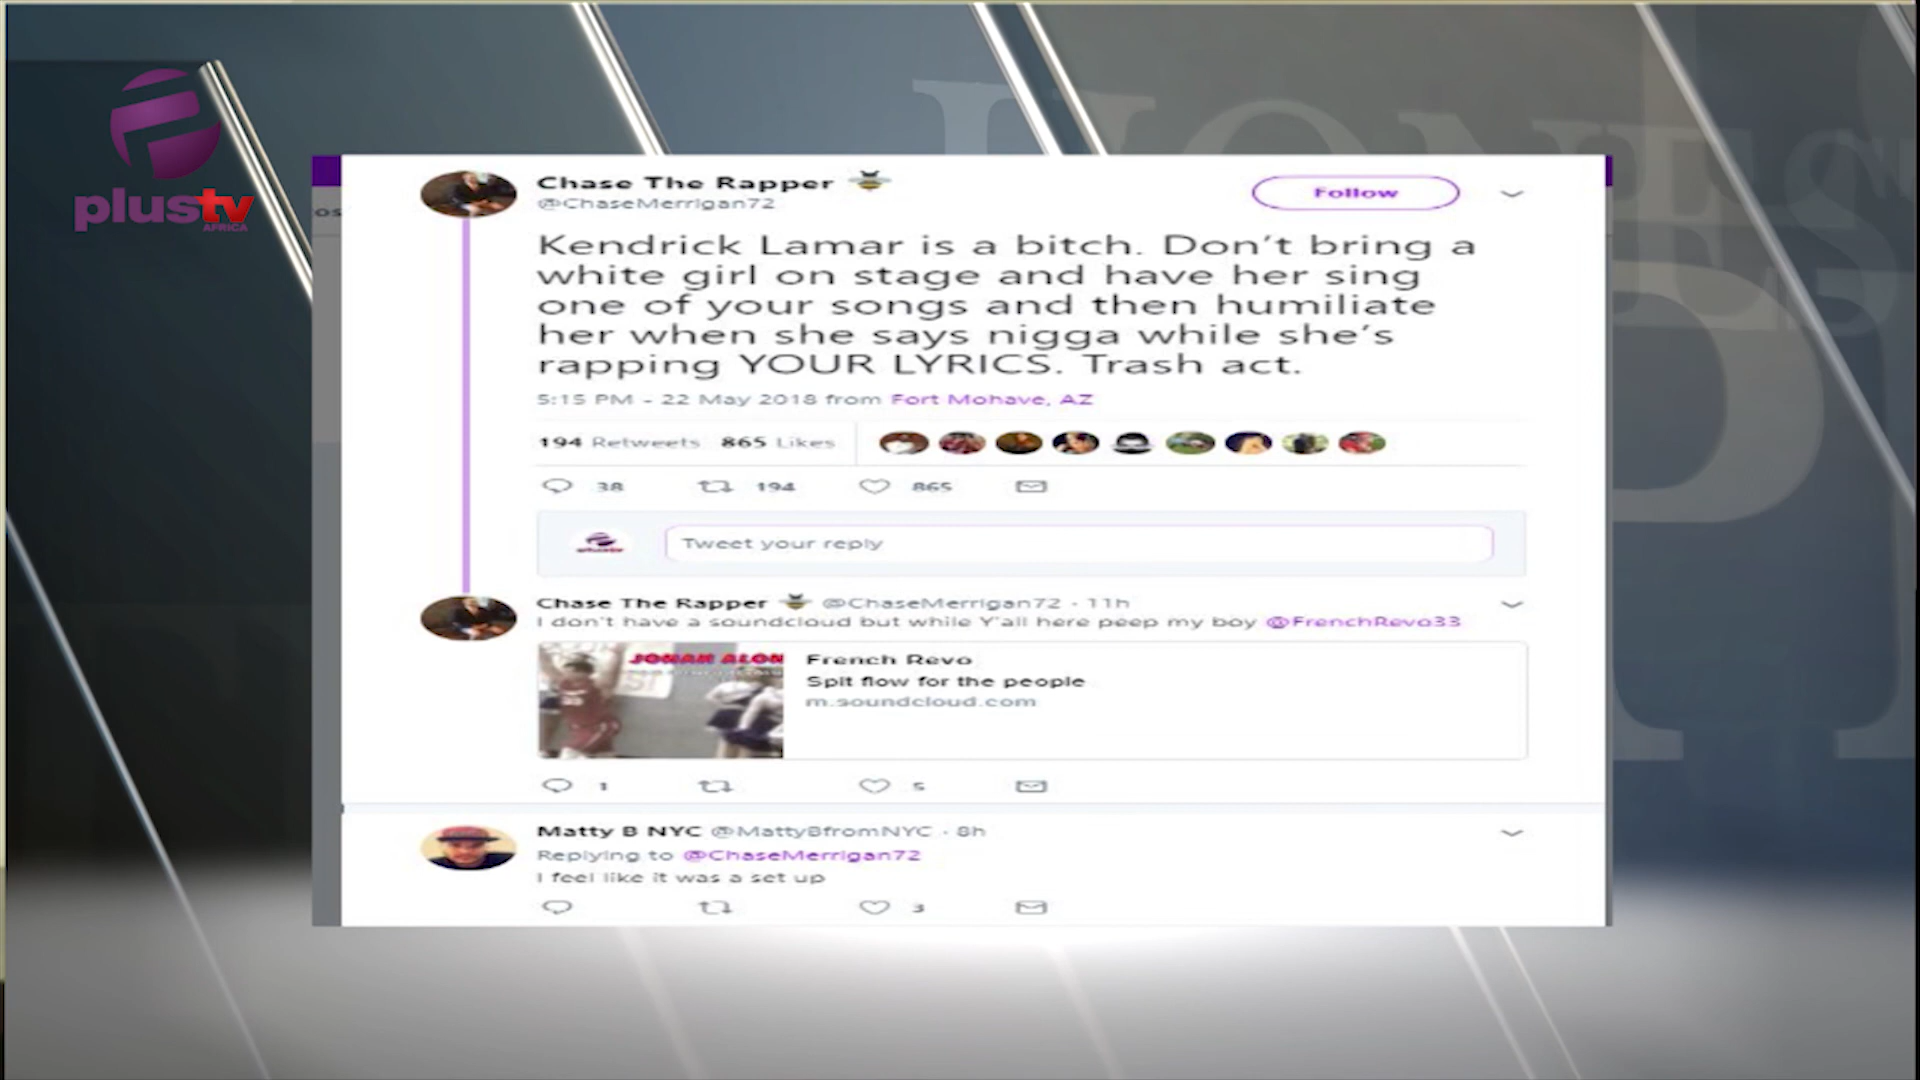 plustv
AFRICA
os
Chase The Rapper
@ChaseMerrigan72
Follow
Kendrick Lamar is a bitch. Don't bring a
white girl on stage and have her sing
one of your songs and then humiliate
her when she says nigga while she's
rapping YOUR LYRICS. Trash act.
5:15 PM - 22 May 2018 from Fort Mohave, AZ
194 Retweets 865 Likes
38 194 865
plustv
Tweet your reply
Chase The Rapper @ChaseMerrigan72 · 11h
I don't have a soundcloud but while Y'all here peep my boy @FrenchRevo33
JONAH ALON
French Revo
Spit flow for the people
m.soundcloud.com
1 5
Matty B NYC @MattyBfromNYC · 8h
Replying to @ChaseMerrigan72
I feel like it was a set up
3